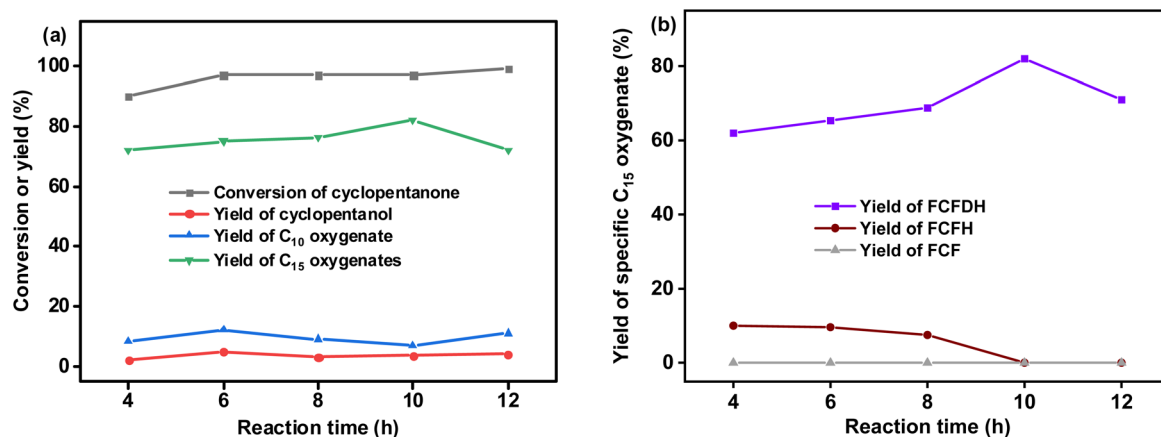 (a)
Conversion or yield (%)
100
80
60
40
20
0
Conversion of cyclopentanone
Yield of cyclopentanol
Yield of C₁₀ oxygenate
Yield of C₁₅ oxygenates
4 6 8 10 12
Reaction time (h)
(b)
Yield of specific C₁₅ oxygenate (%)
80
60
40
20
0
Yield of FCFDH
Yield of FCFH
Yield of FCF
4 6 8 10 12
Reaction time (h)